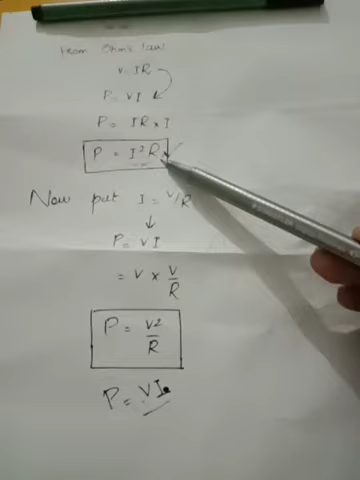 from Ohm's law
V = IR
P = VI
P = IR × I
P = I²R
Now put I = V/R
P = VI
= V × V/R
P = V²/R
P = VI